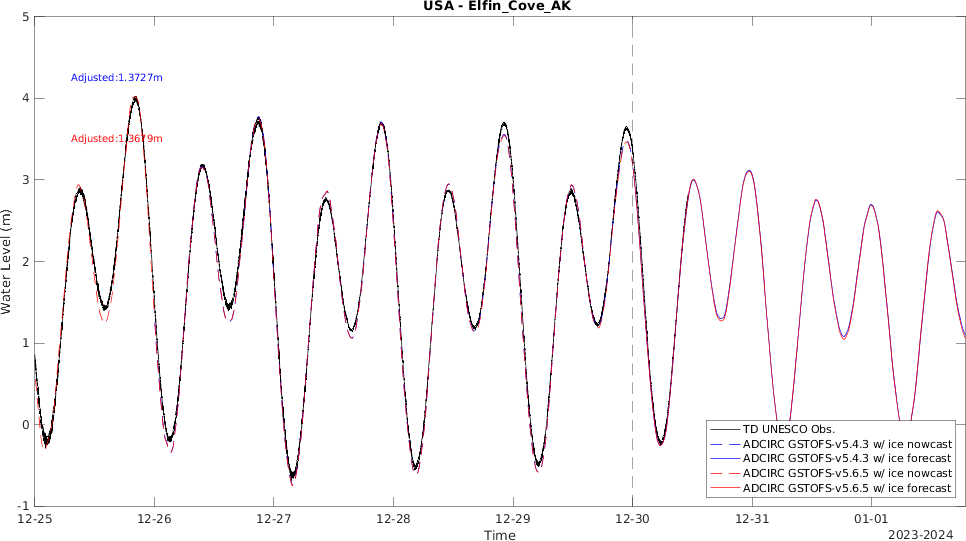 USA - Elfin_Cove_AK
5
4
3
2
1
0
-1
Water Level (m)
Adjusted:1.3727m
Adjusted:1.3679m
TD UNESCO Obs.
ADCIRC GSTOFS-v5.4.3 w/ ice nowcast
ADCIRC GSTOFS-v5.4.3 w/ ice forecast
ADCIRC GSTOFS-v5.6.5 w/ ice nowcast
ADCIRC GSTOFS-v5.6.5 w/ ice forecast
12-25 12-26 12-27 12-28 12-29 12-30 12-31 01-01
Time
2023-2024